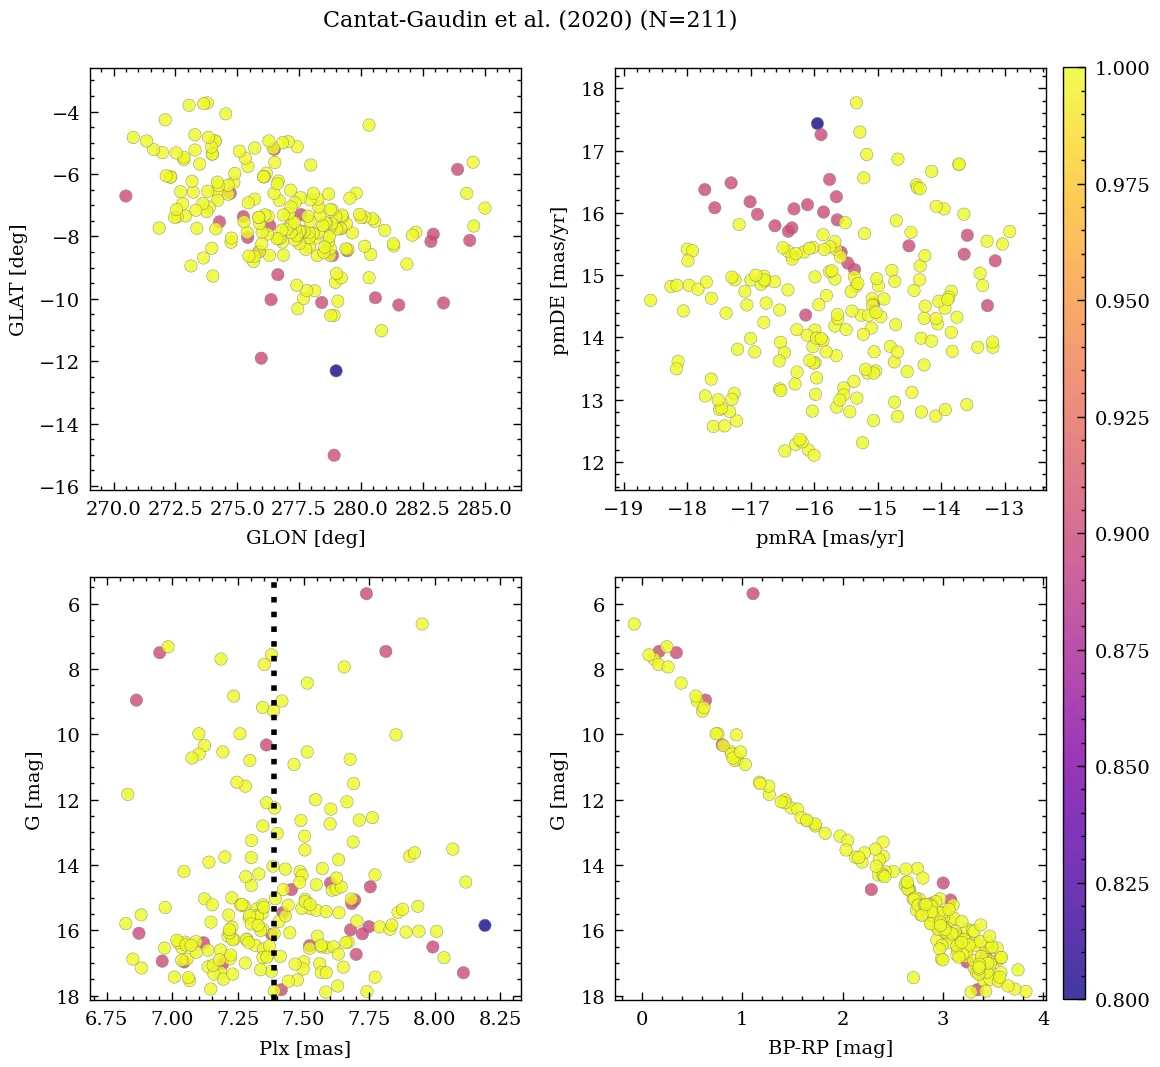 Cantat-Gaudin et al. (2020) (N=211)
−4
−6
−8
−10
−12
−14
−16
GLAT [deg]
270.0 272.5 275.0 277.5 280.0 282.5 285.0
GLON [deg]
18
17
16
15
14
13
12
pmDE [mas/yr]
−19 −18 −17 −16 −15 −14 −13
pmRA [mas/yr]
6
8
10
12
14
16
18
G [mag]
6.75 7.00 7.25 7.50 7.75 8.00 8.25
Plx [mas]
6
8
10
12
14
16
18
G [mag]
0 1 2 3 4
BP-RP [mag]
1.000
0.975
0.950
0.925
0.900
0.875
0.850
0.825
0.800